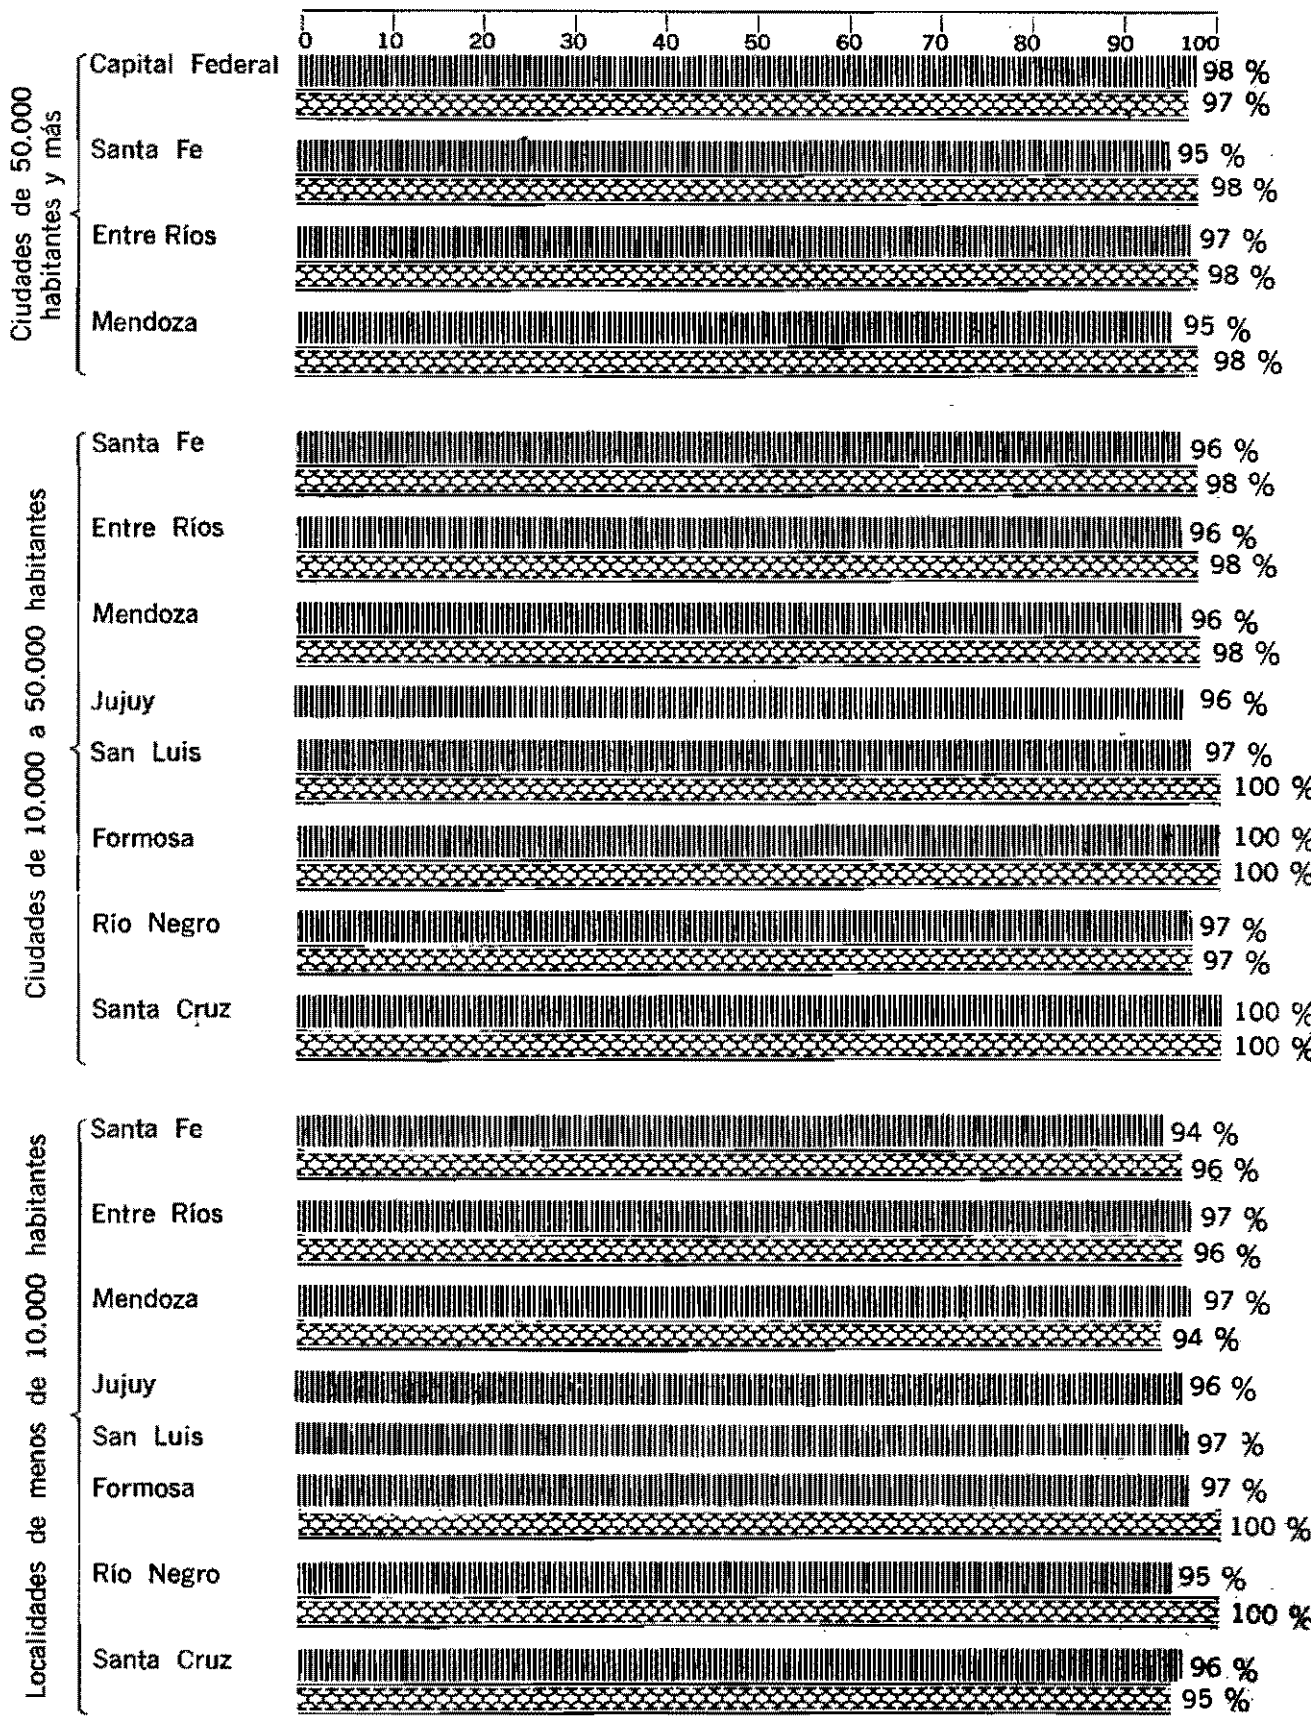 0 10 20 30 40 50 60 70 80 90 100
Ciudades de 50.000
habitantes y más
Capital Federal 98 %
97 %
Santa Fe 95 %
98 %
Entre Ríos 97 %
98 %
Mendoza 95 %
98 %
Ciudades de 10.000 a 50.000 habitantes
Santa Fe 96 %
98 %
Entre Ríos 96 %
98 %
Mendoza 96 %
98 %
Jujuy 96 %
San Luis 97 %
100 %
Formosa 100 %
100 %
Río Negro 97 %
97 %
Santa Cruz 100 %
100 %
Localidades de menos de 10.000 habitantes
Santa Fe 94 %
96 %
Entre Ríos 97 %
96 %
Mendoza 97 %
94 %
Jujuy 96 %
San Luis 97 %
Formosa 97 %
100 %
Río Negro 95 %
100 %
Santa Cruz 96 %
95 %